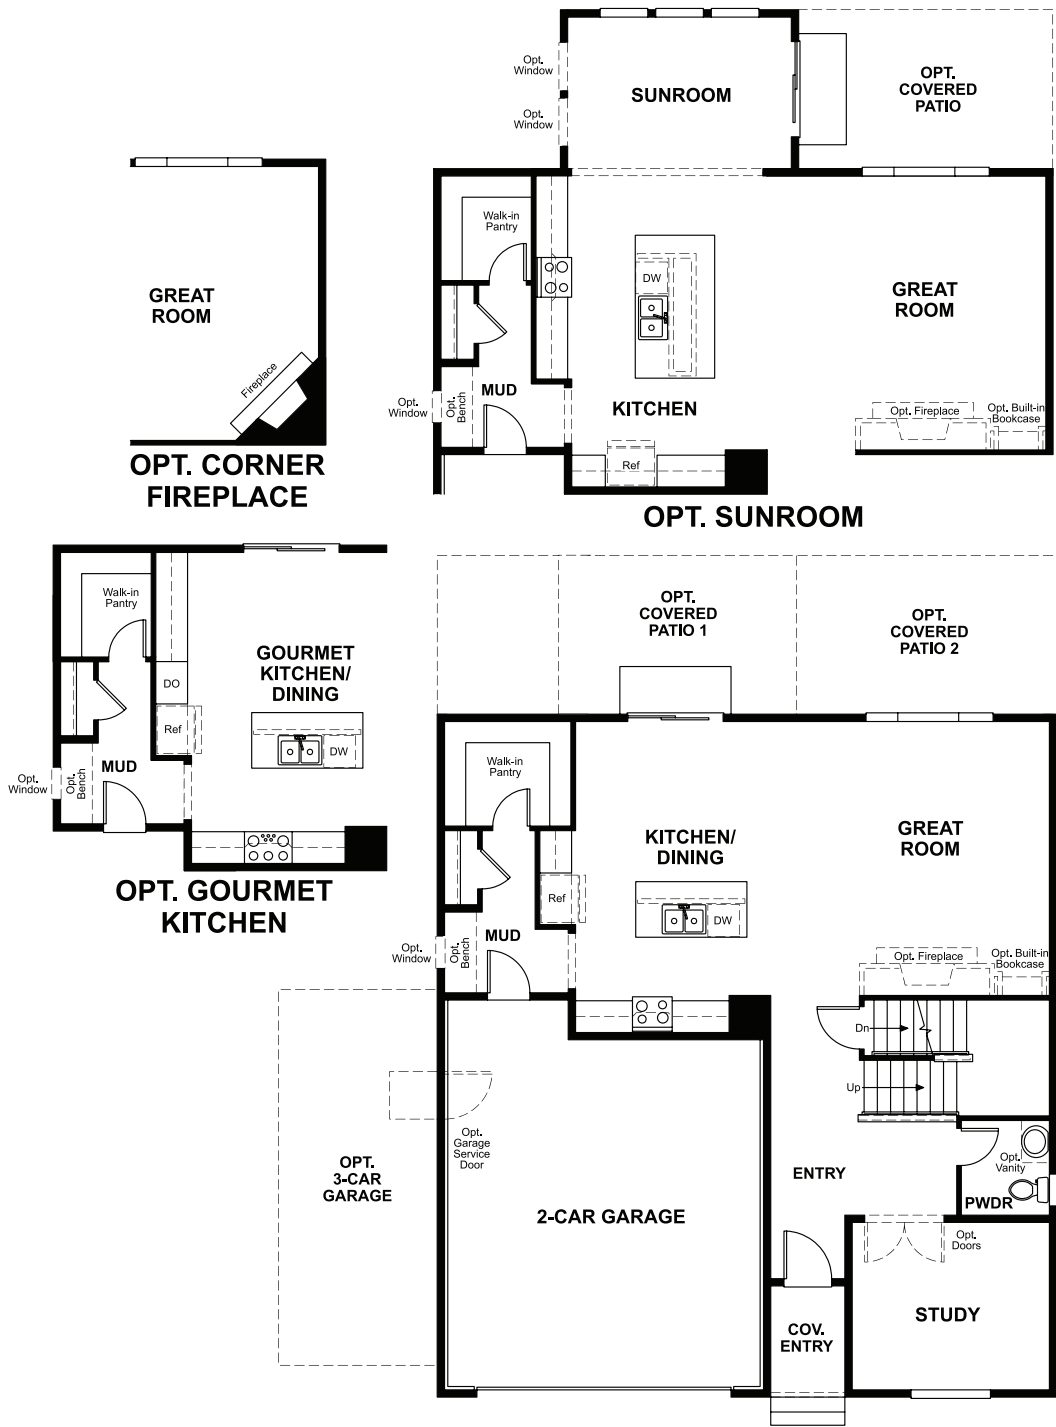 Opt.
Window
Opt.
Window
SUNROOM
OPT.
COVERED
PATIO
Walk-in
Pantry
DW
GREAT
ROOM
Opt.
Window
Opt.
Bench
MUD
KITCHEN
Opt. Fireplace
Opt. Built-in
Bookcase
Ref
OPT. SUNROOM
GREAT
ROOM
Fireplace
OPT. CORNER
FIREPLACE
Walk-in
Pantry
GOURMET
KITCHEN/
DINING
DO
Ref
DW
Opt.
Window
Opt.
Bench
MUD
OPT. GOURMET
KITCHEN
OPT.
COVERED
PATIO 1
OPT.
COVERED
PATIO 2
Walk-in
Pantry
KITCHEN/
DINING
GREAT
ROOM
Ref
DW
Opt.
Window
Opt.
Bench
MUD
Opt. Fireplace
Opt. Built-in
Bookcase
Dn
Up
Opt.
Garage
Service
Door
OPT.
3-CAR
GARAGE
2-CAR GARAGE
ENTRY
Opt.
Vanity
PWDR
Opt.
Doors
STUDY
COV.
ENTRY